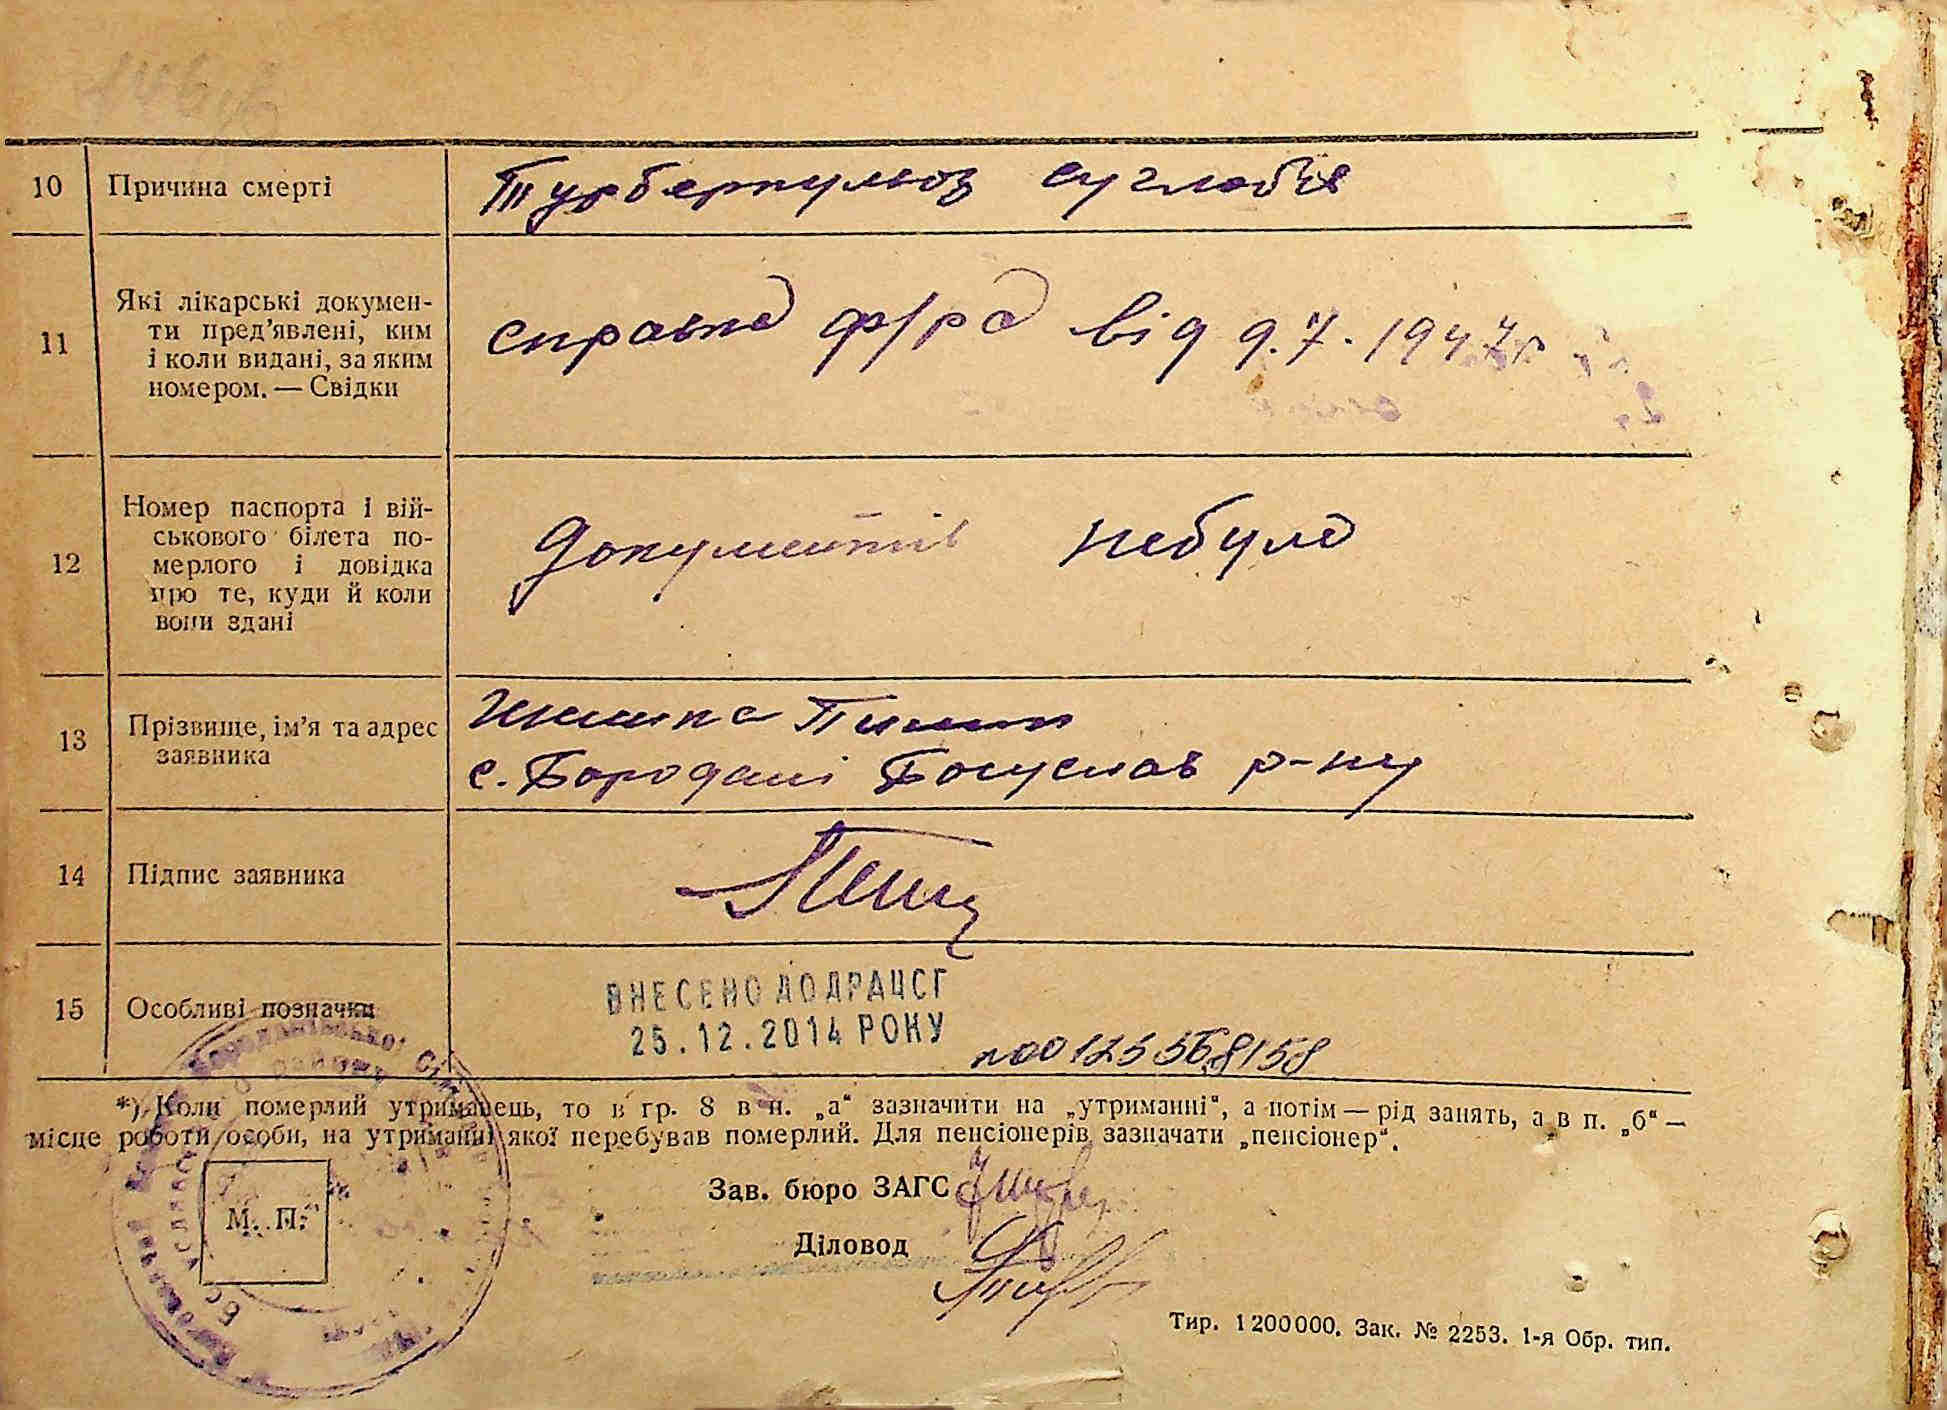 10 Причина смерті Турберкульоз суглобів
11 Які лікарські докумен-
ти пред’явлені, ким
і коли видані, за яким
номером. — Свідки
справка ф/ра від 9.7.1947г
12 Номер паспорта і вій-
ськового білета по-
мерлого і довідка
про те, куди й коли
вони здані
документів небуло
13 Прізвище, ім’я та адрес
заявника
с. Бородані Богуслав р-ну
14 Підпис заявника
15 Особливі позначки
ВНЕСЕНО ДО ДРАЦСГ
25.12.2014 РОКУ
*) Коли померлий утриманець, то в гр. 8 в п. „а“ зазначити на „утриманні“, а потім — рід занять, а в п. „б“ —
місце роботи особи, на утриманні якої перебував померлий. Для пенсіонерів зазначати „пенсіонер“.
Зав. бюро ЗАГС
М. П.
Діловод
Тир. 1200000. Зак. № 2253. 1-я Обр. тип.